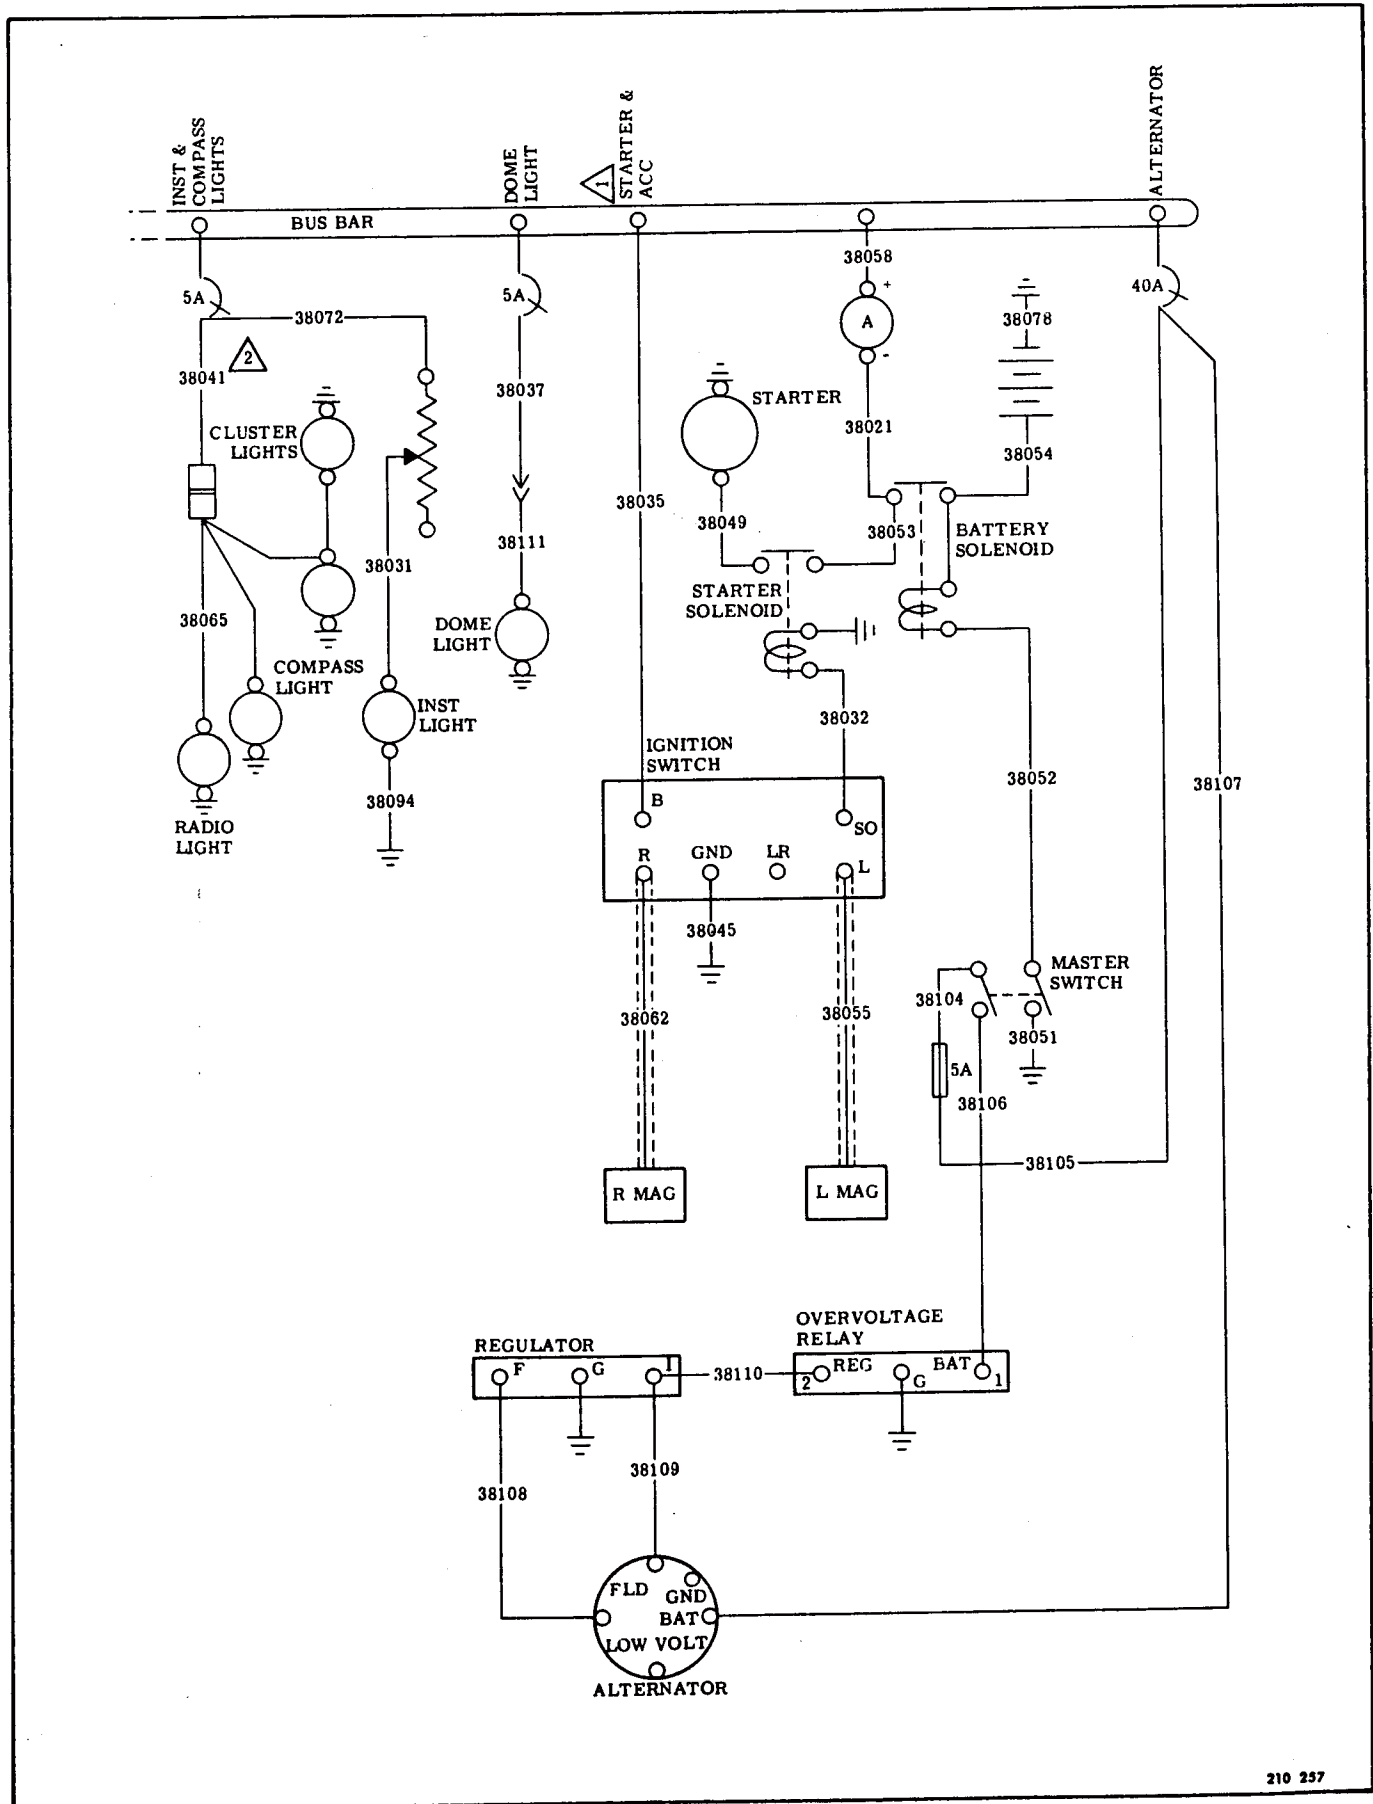 INST &
COMPASS
LIGHTS
DOME
LIGHT
1
STARTER &
ACC
ALTERNATOR
BUS BAR
5A
5A
38058
+
A
-
40A
38078
38072
2
38041
38037
STARTER
38021
38054
CLUSTER
LIGHTS
38035
38049
38053
BATTERY
SOLENOID
38111
38031
STARTER
SOLENOID
38065
DOME
LIGHT
COMPASS
LIGHT
INST
LIGHT
38032
IGNITION
SWITCH
38052
38107
B
SO
38094
RADIO
LIGHT
R
GND
LR
L
38045
MASTER
SWITCH
38104
38062
38055
38051
5A
38106
38105
R MAG
L MAG
OVERVOLTAGE
RELAY
REGULATOR
F
G
I
38110
2
REG
G
BAT
1
38109
38108
FLD
GND
BAT
LOW VOLT
ALTERNATOR
210 257